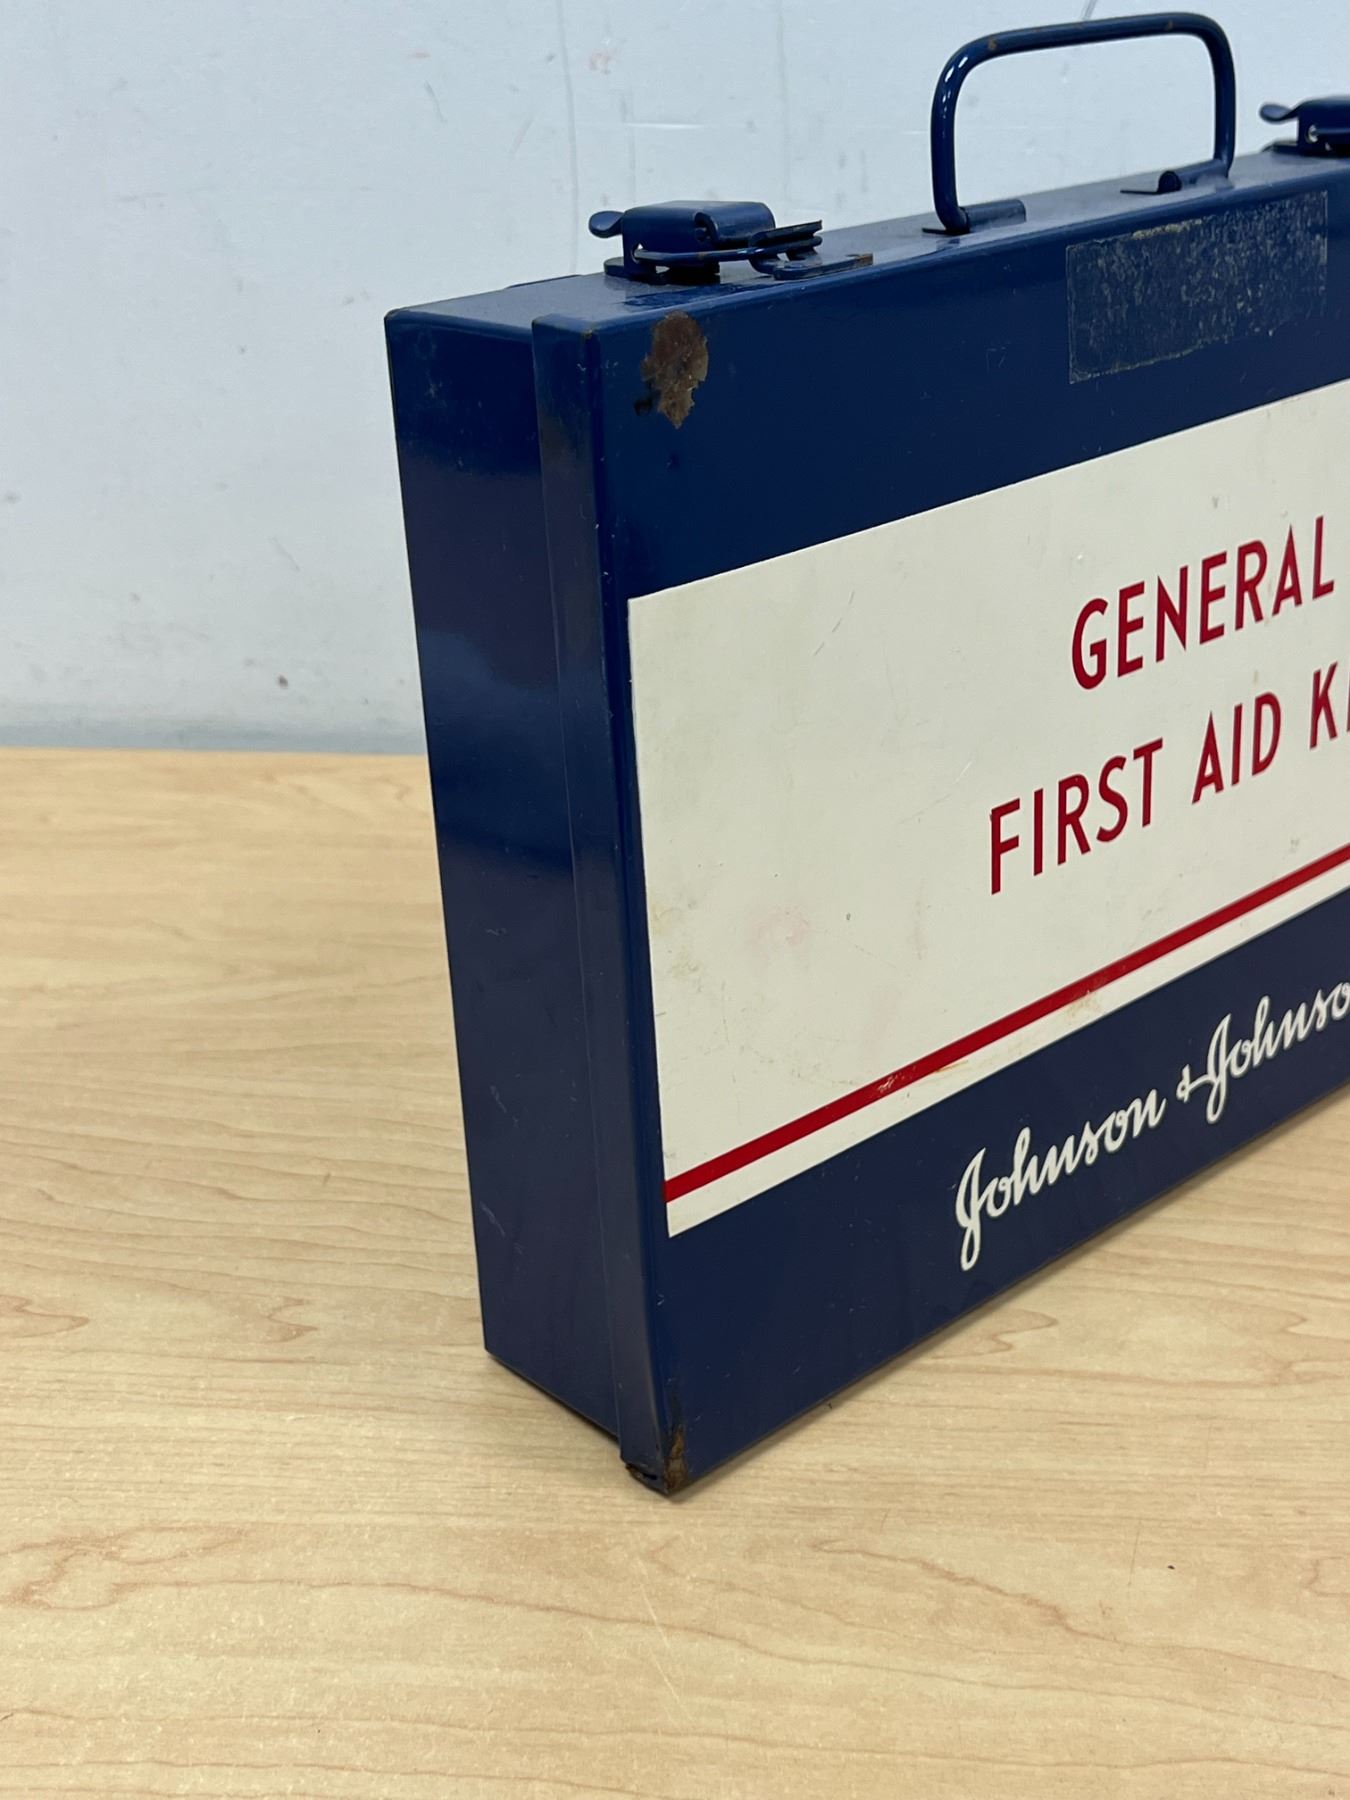 GENERAL
FIRST AID K
Johnson & Johnso